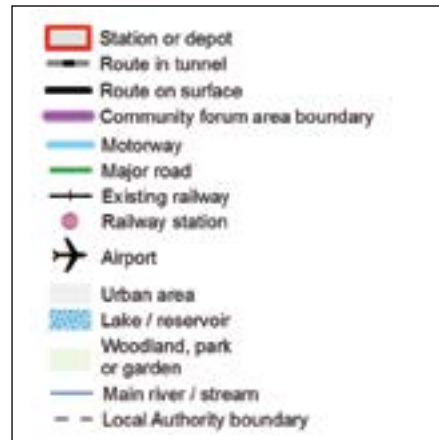 Station or depot
Route in tunnel
Route on surface
Community forum area boundary
Motorway
Major road
Existing railway
Railway station
Airport
Urban area
Lake / reservoir
Woodland, park
or garden
Main river / stream
Local Authority boundary